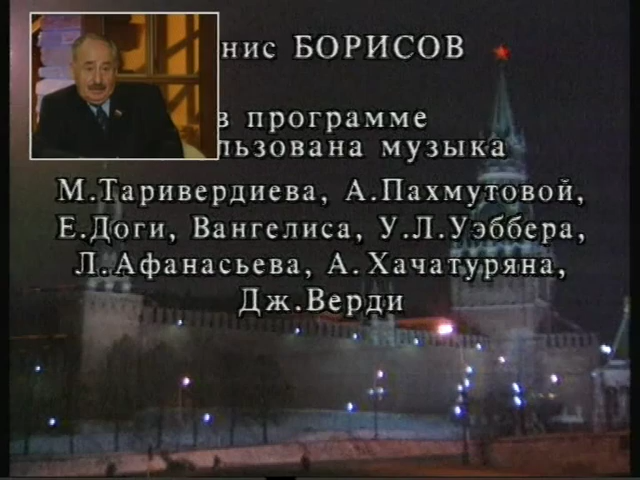 нис БОРИСОВ
в программе
льзована музыка
М.Таривердиева, А.Пахмутовой,
Е.Доги, Вангелиса, У.Л.Уэббера,
Л.Афанасьева, А.Хачатуряна,
Дж.Верди